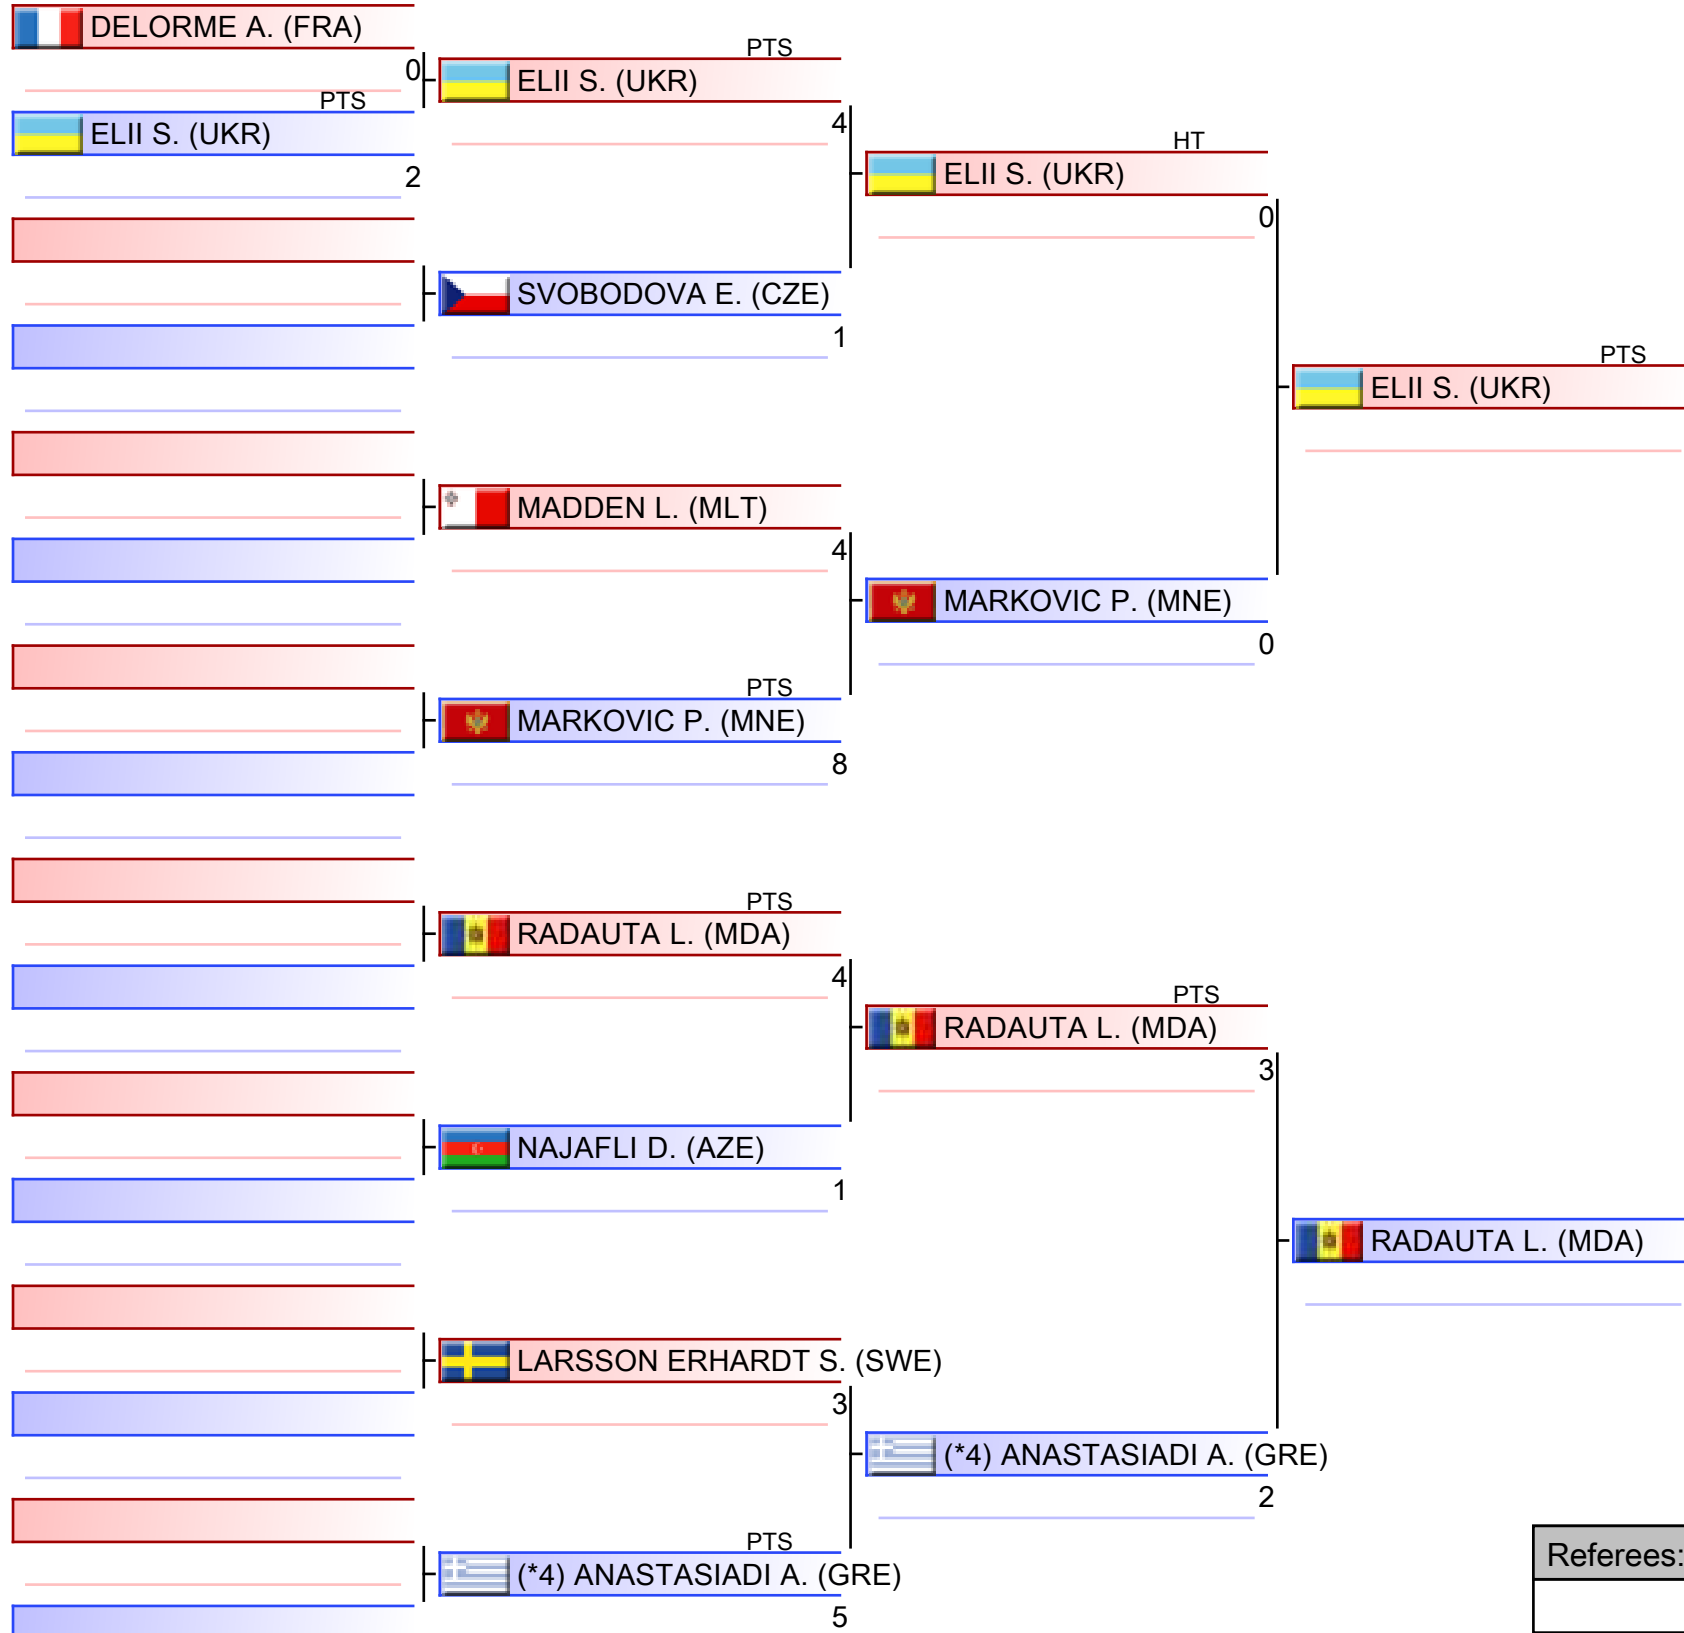 DELORME A. (FRA)
0
PTS
ELII S. (UKR)
2
PTS
ELII S. (UKR)
4
SVOBODOVA E. (CZE)
1
MADDEN L. (MLT)
4
PTS
MARKOVIC P. (MNE)
8
PTS
RADAUTA L. (MDA)
4
NAJAFLI D. (AZE)
1
LARSSON ERHARDT S. (SWE)
3
PTS
(*4) ANASTASIADI A. (GRE)
5
HT
ELII S. (UKR)
0
MARKOVIC P. (MNE)
0
PTS
RADAUTA L. (MDA)
3
(*4) ANASTASIADI A. (GRE)
2
PTS
ELII S. (UKR)
RADAUTA L. (MDA)
Referees: